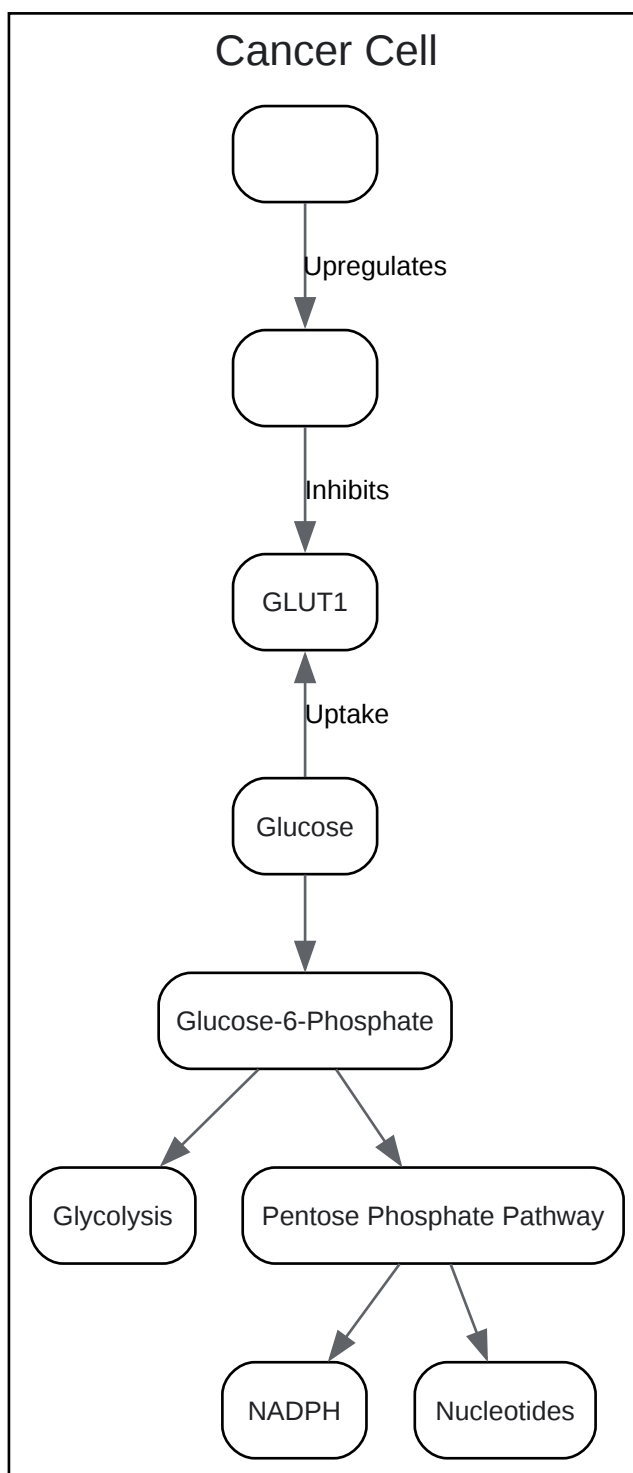 Cancer Cell
Upregulates
Inhibits
GLUT1
Uptake
Glucose
Glucose-6-Phosphate
Glycolysis
Pentose Phosphate Pathway
NADPH
Nucleotides